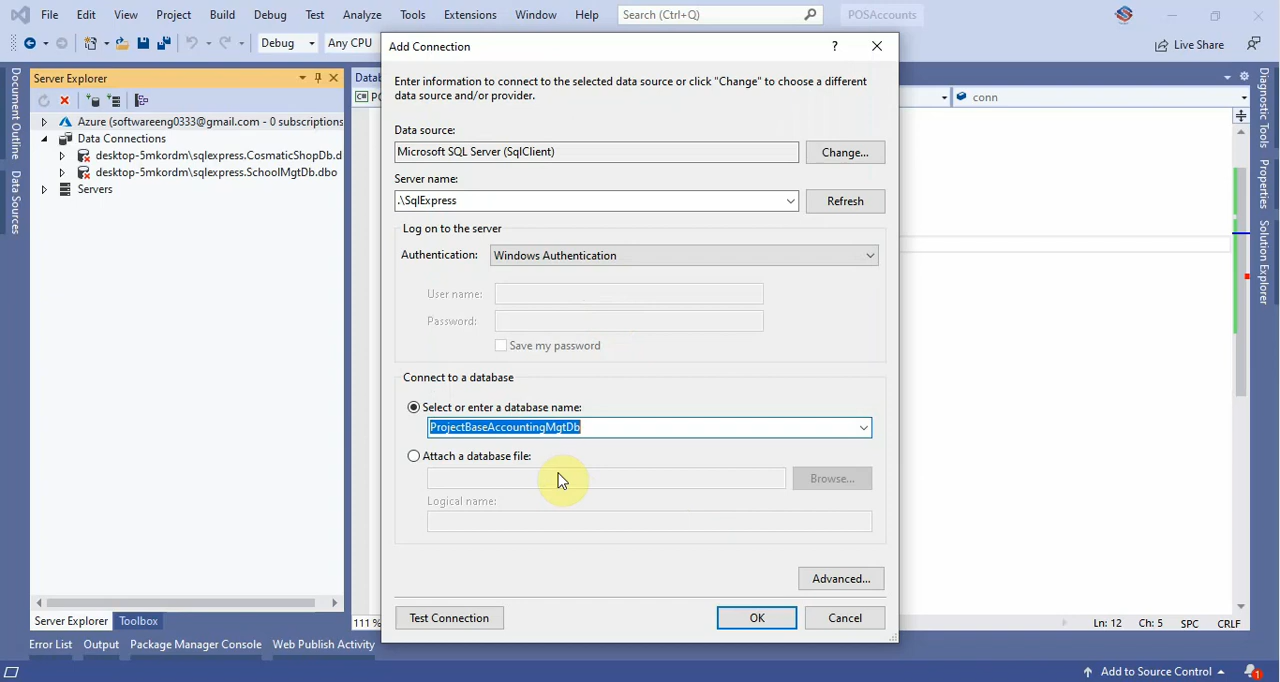 File Edit View Project Build Debug Test Analyze Tools Extensions Window Help Search (Ctrl+Q) POSAccounts
Debug Any CPU Live Share
Add Connection
?
Enter information to connect to the selected data source or click "Change" to choose a different
data source and/or provider.
Data source:
Microsoft SQL Server (SqlClient) Change...
Server name:
.\SqlExpress Refresh
Log on to the server
Authentication: Windows Authentication
User name:
Password:
Save my password
Connect to a database
Select or enter a database name:
ProjectBaseAccountingMgtDb
Attach a database file:
Browse...
Logical name:
Advanced...
Test Connection OK Cancel
Document Outline
Data Sources
Server Explorer
Azure (softwareeng0333@gmail.com - 0 subscriptions
Data Connections
desktop-5mkordm\sqlexpress.CosmaticShopDb.d
desktop-5mkordm\sqlexpress.SchoolMgtDb.dbo
Servers
Server Explorer Toolbox
Datab
C# PO
conn
Diagnostic Tools
Properties
Solution Explorer
111 %
Ln: 12 Ch: 5 SPC CRLF
Error List Output Package Manager Console Web Publish Activity
Add to Source Control 1